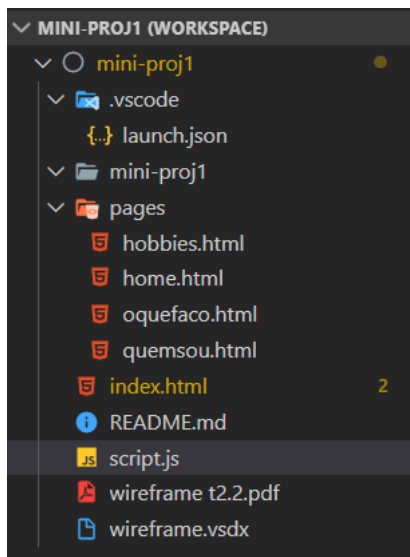 MINI-PROJ1 (WORKSPACE)
mini-proj1
.vscode
{..} launch.json
mini-proj1
pages
hobbies.html
home.html
oquefaco.html
quemsou.html
index.html 2
README.md
JS script.js
wireframe t2.2.pdf
wireframe.vsdx